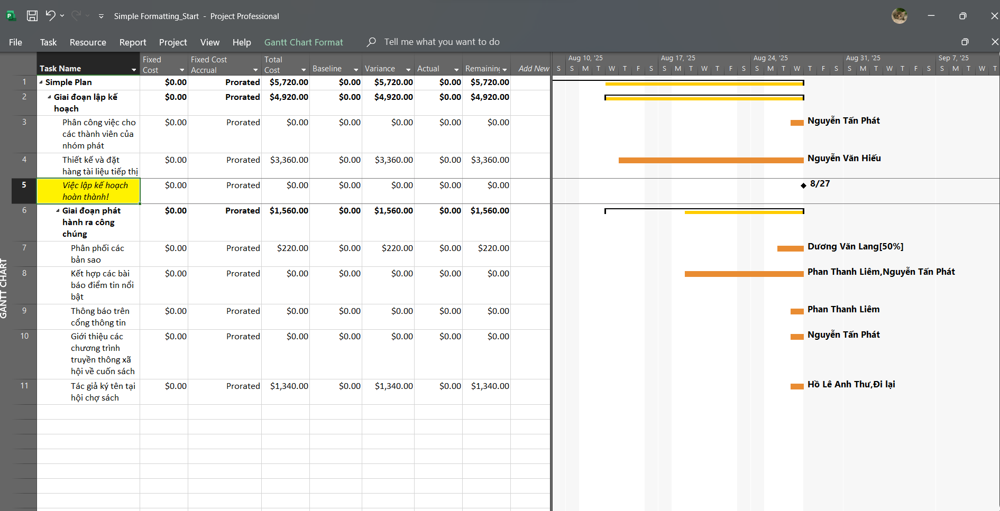 Simple Formatting_Start - Project Professional
File Task Resource Report Project View Help Gantt Chart Format Tell me what you want to do
Task Name
Fixed
Cost
Fixed Cost
Accrual
Total
Cost
Baseline
Variance
Actual
Remaining
Add New
Aug 10, '25 Aug 17, '25 Aug 24, '25 Aug 31, '25 Sep 7, '25
S S M T W T F S S M T W T F S S M T W T F S S M T W T F S S M T W T
1 Simple Plan $0.00 Prorated $5,720.00 $0.00 $5,720.00 $0.00 $5,720.00
2 Giai đoạn lập kế $0.00 Prorated $4,920.00 $0.00 $4,920.00 $0.00 $4,920.00
hoạch
3 Phân công việc cho $0.00 Prorated $0.00 $0.00 $0.00 $0.00 $0.00 Nguyễn Tấn Phát
các thành viên của
nhóm phát
4 Thiết kế và đặt $0.00 Prorated $3,360.00 $0.00 $3,360.00 $0.00 $3,360.00 Nguyễn Văn Hiếu
hàng tài liệu tiếp thị
5 Việc lập kế hoạch $0.00 Prorated $0.00 $0.00 $0.00 $0.00 $0.00 8/27
hoàn thành!
6 Giai đoạn phát $0.00 Prorated $1,560.00 $0.00 $1,560.00 $0.00 $1,560.00
hành ra công
chúng
7 Phân phối các $0.00 Prorated $220.00 $0.00 $220.00 $0.00 $220.00 Dương Văn Lang[50%]
bản sao
8 Kết hợp các bài $0.00 Prorated $0.00 $0.00 $0.00 $0.00 $0.00 Phan Thanh Liêm,Nguyễn Tấn Phát
báo điểm tin nổi
bật
9 Thông báo trên $0.00 Prorated $0.00 $0.00 $0.00 $0.00 $0.00 Phan Thanh Liêm
cổng thông tin
10 Giới thiệu các $0.00 Prorated $0.00 $0.00 $0.00 $0.00 $0.00 Nguyễn Tấn Phát
chương trình
truyền thông xã
hội về cuốn sách
11 Tác giả ký tên tại $0.00 Prorated $1,340.00 $0.00 $1,340.00 $0.00 $1,340.00 Hồ Lê Anh Thư,Đi lại
hội chợ sách
GANTT CHART